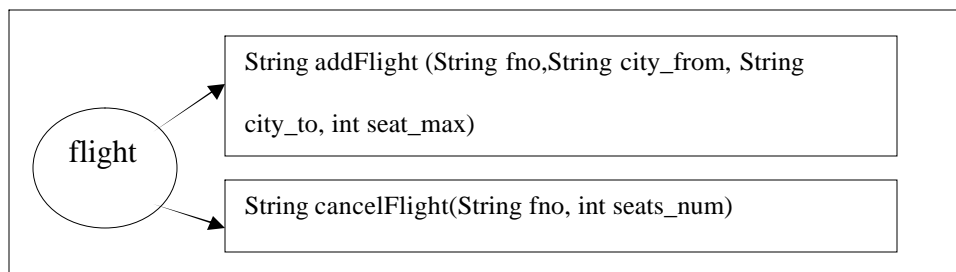 String addFlight (String fno,String city_from, String
city_to, int seat_max)
flight
String cancelFlight(String fno, int seats_num)